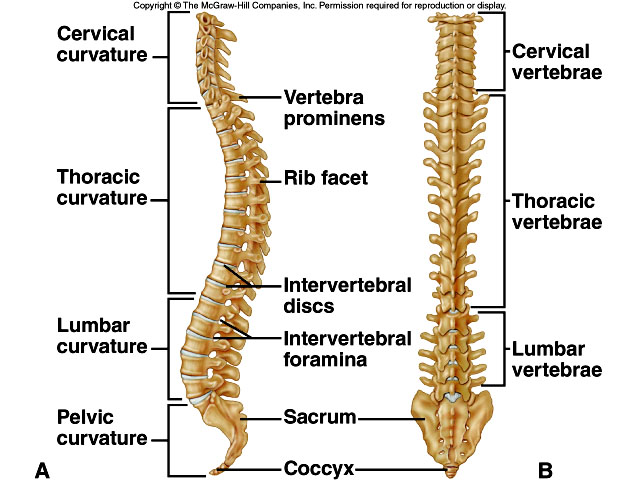 Copyright © The McGraw-Hill Companies, Inc. Permission required for reproduction or display.
Cervical
curvature
Cervical
vertebrae
Vertebra
prominens
Thoracic
curvature
Rib facet
Thoracic
vertebrae
Intervertebral
discs
Lumbar
curvature
Intervertebral
foramina
Lumbar
vertebrae
Pelvic
curvature
Sacrum
Coccyx
A
B